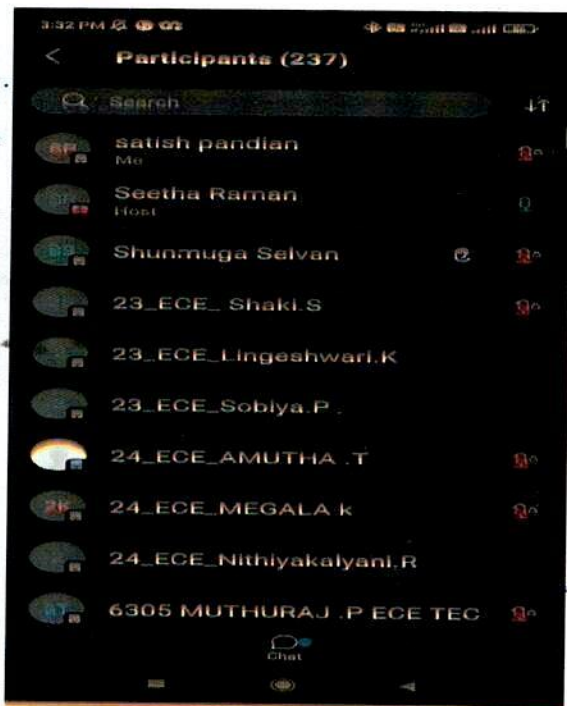 3:32 PM
Participants (237)
Search
satish pandian
Me
Seetha Raman
Host
Shunmuga Selvan
23_ECE_ Shaki.S
23_ECE_Lingeshwari.K
23_ECE_Sobiya.P .
24_ECE_AMUTHA .T
24_ECE_MEGALA k
24_ECE_Nithiyakalyani.R
6305 MUTHURAJ .P ECE TEC
Chat